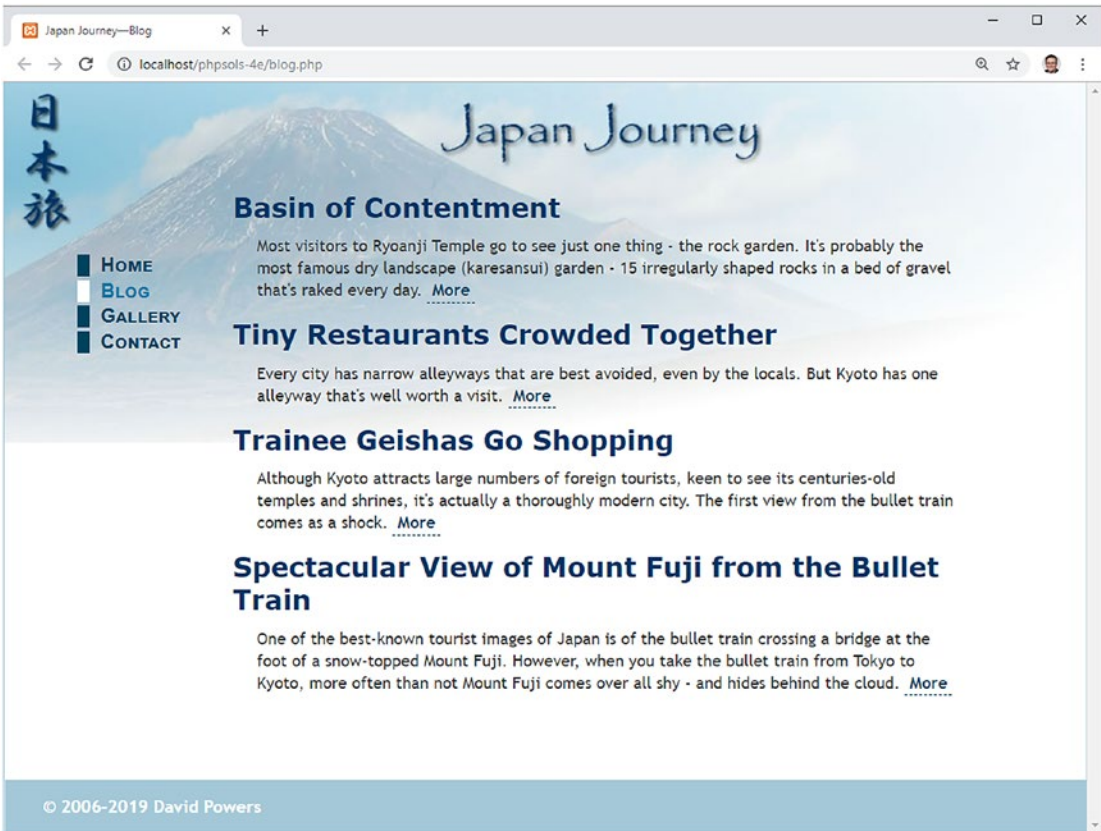 Japan Journey—Blog
localhost/phpsols-4e/blog.php
日
本
旅
Japan Journey
HOME
BLOG
GALLERY
CONTACT
Basin of Contentment
Most visitors to Ryoanji Temple go to see just one thing - the rock garden. It's probably the
most famous dry landscape (karesansui) garden - 15 irregularly shaped rocks in a bed of gravel
that's raked every day. More
Tiny Restaurants Crowded Together
Every city has narrow alleyways that are best avoided, even by the locals. But Kyoto has one
alleyway that's well worth a visit. More
Trainee Geishas Go Shopping
Although Kyoto attracts large numbers of foreign tourists, keen to see its centuries-old
temples and shrines, it's actually a thoroughly modern city. The first view from the bullet train
comes as a shock. More
Spectacular View of Mount Fuji from the Bullet
Train
One of the best-known tourist images of Japan is of the bullet train crossing a bridge at the
foot of a snow-topped Mount Fuji. However, when you take the bullet train from Tokyo to
Kyoto, more often than not Mount Fuji comes over all shy - and hides behind the cloud. More
© 2006–2019 David Powers